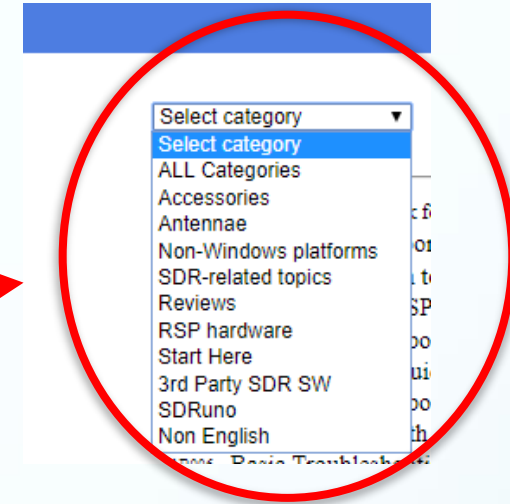 Select category
Select category
ALL Categories
Accessories
Antennae
Non-Windows platforms
SDR-related topics
Reviews
RSP hardware
Start Here
3rd Party SDR SW
SDRuno
Non English
Basic